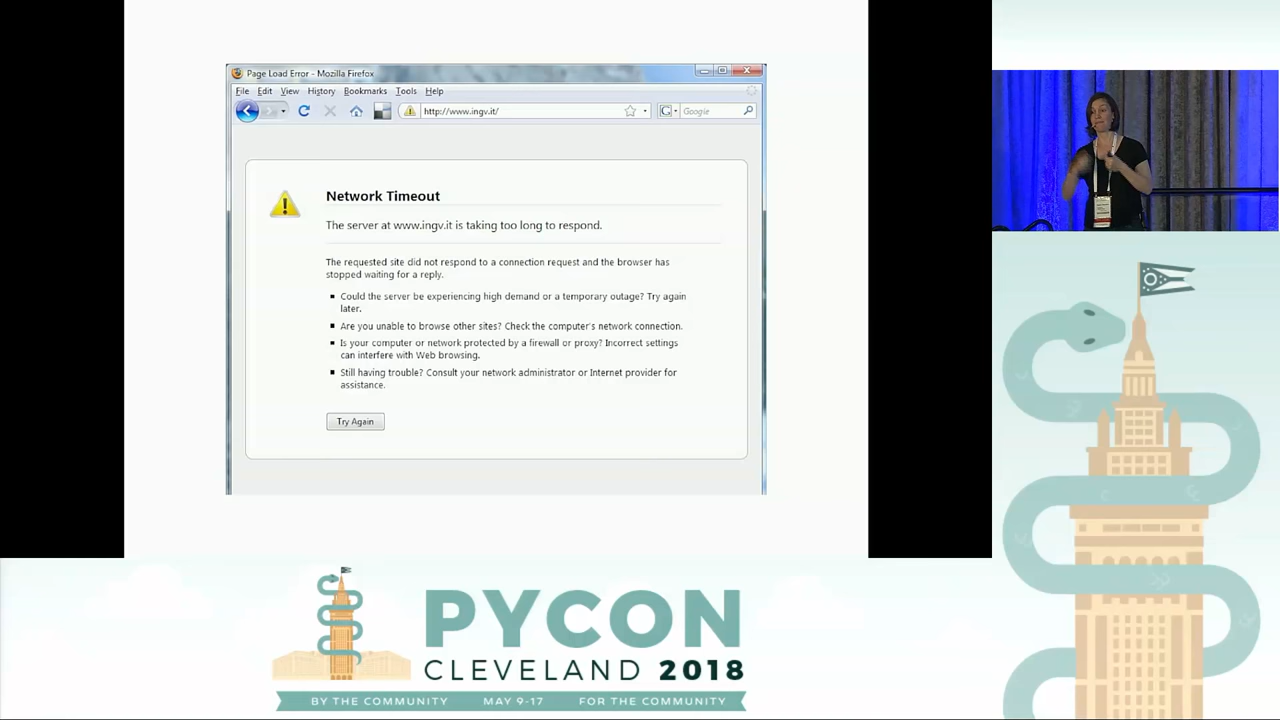 Page Load Error - Mozilla Firefox
File Edit View History Bookmarks Tools Help
http://www.ingv.it/
Google
Network Timeout
The server at www.ingv.it is taking too long to respond.
The requested site did not respond to a connection request and the browser has
stopped waiting for a reply.
Could the server be experiencing high demand or a temporary outage? Try again
later.
Are you unable to browse other sites? Check the computer's network connection.
Is your computer or network protected by a firewall or proxy? Incorrect settings
can interfere with Web browsing.
Still having trouble? Consult your network administrator or Internet provider for
assistance.
Try Again
PYCON
CLEVELAND 2018
BY THE COMMUNITY MAY 9-17 FOR THE COMMUNITY